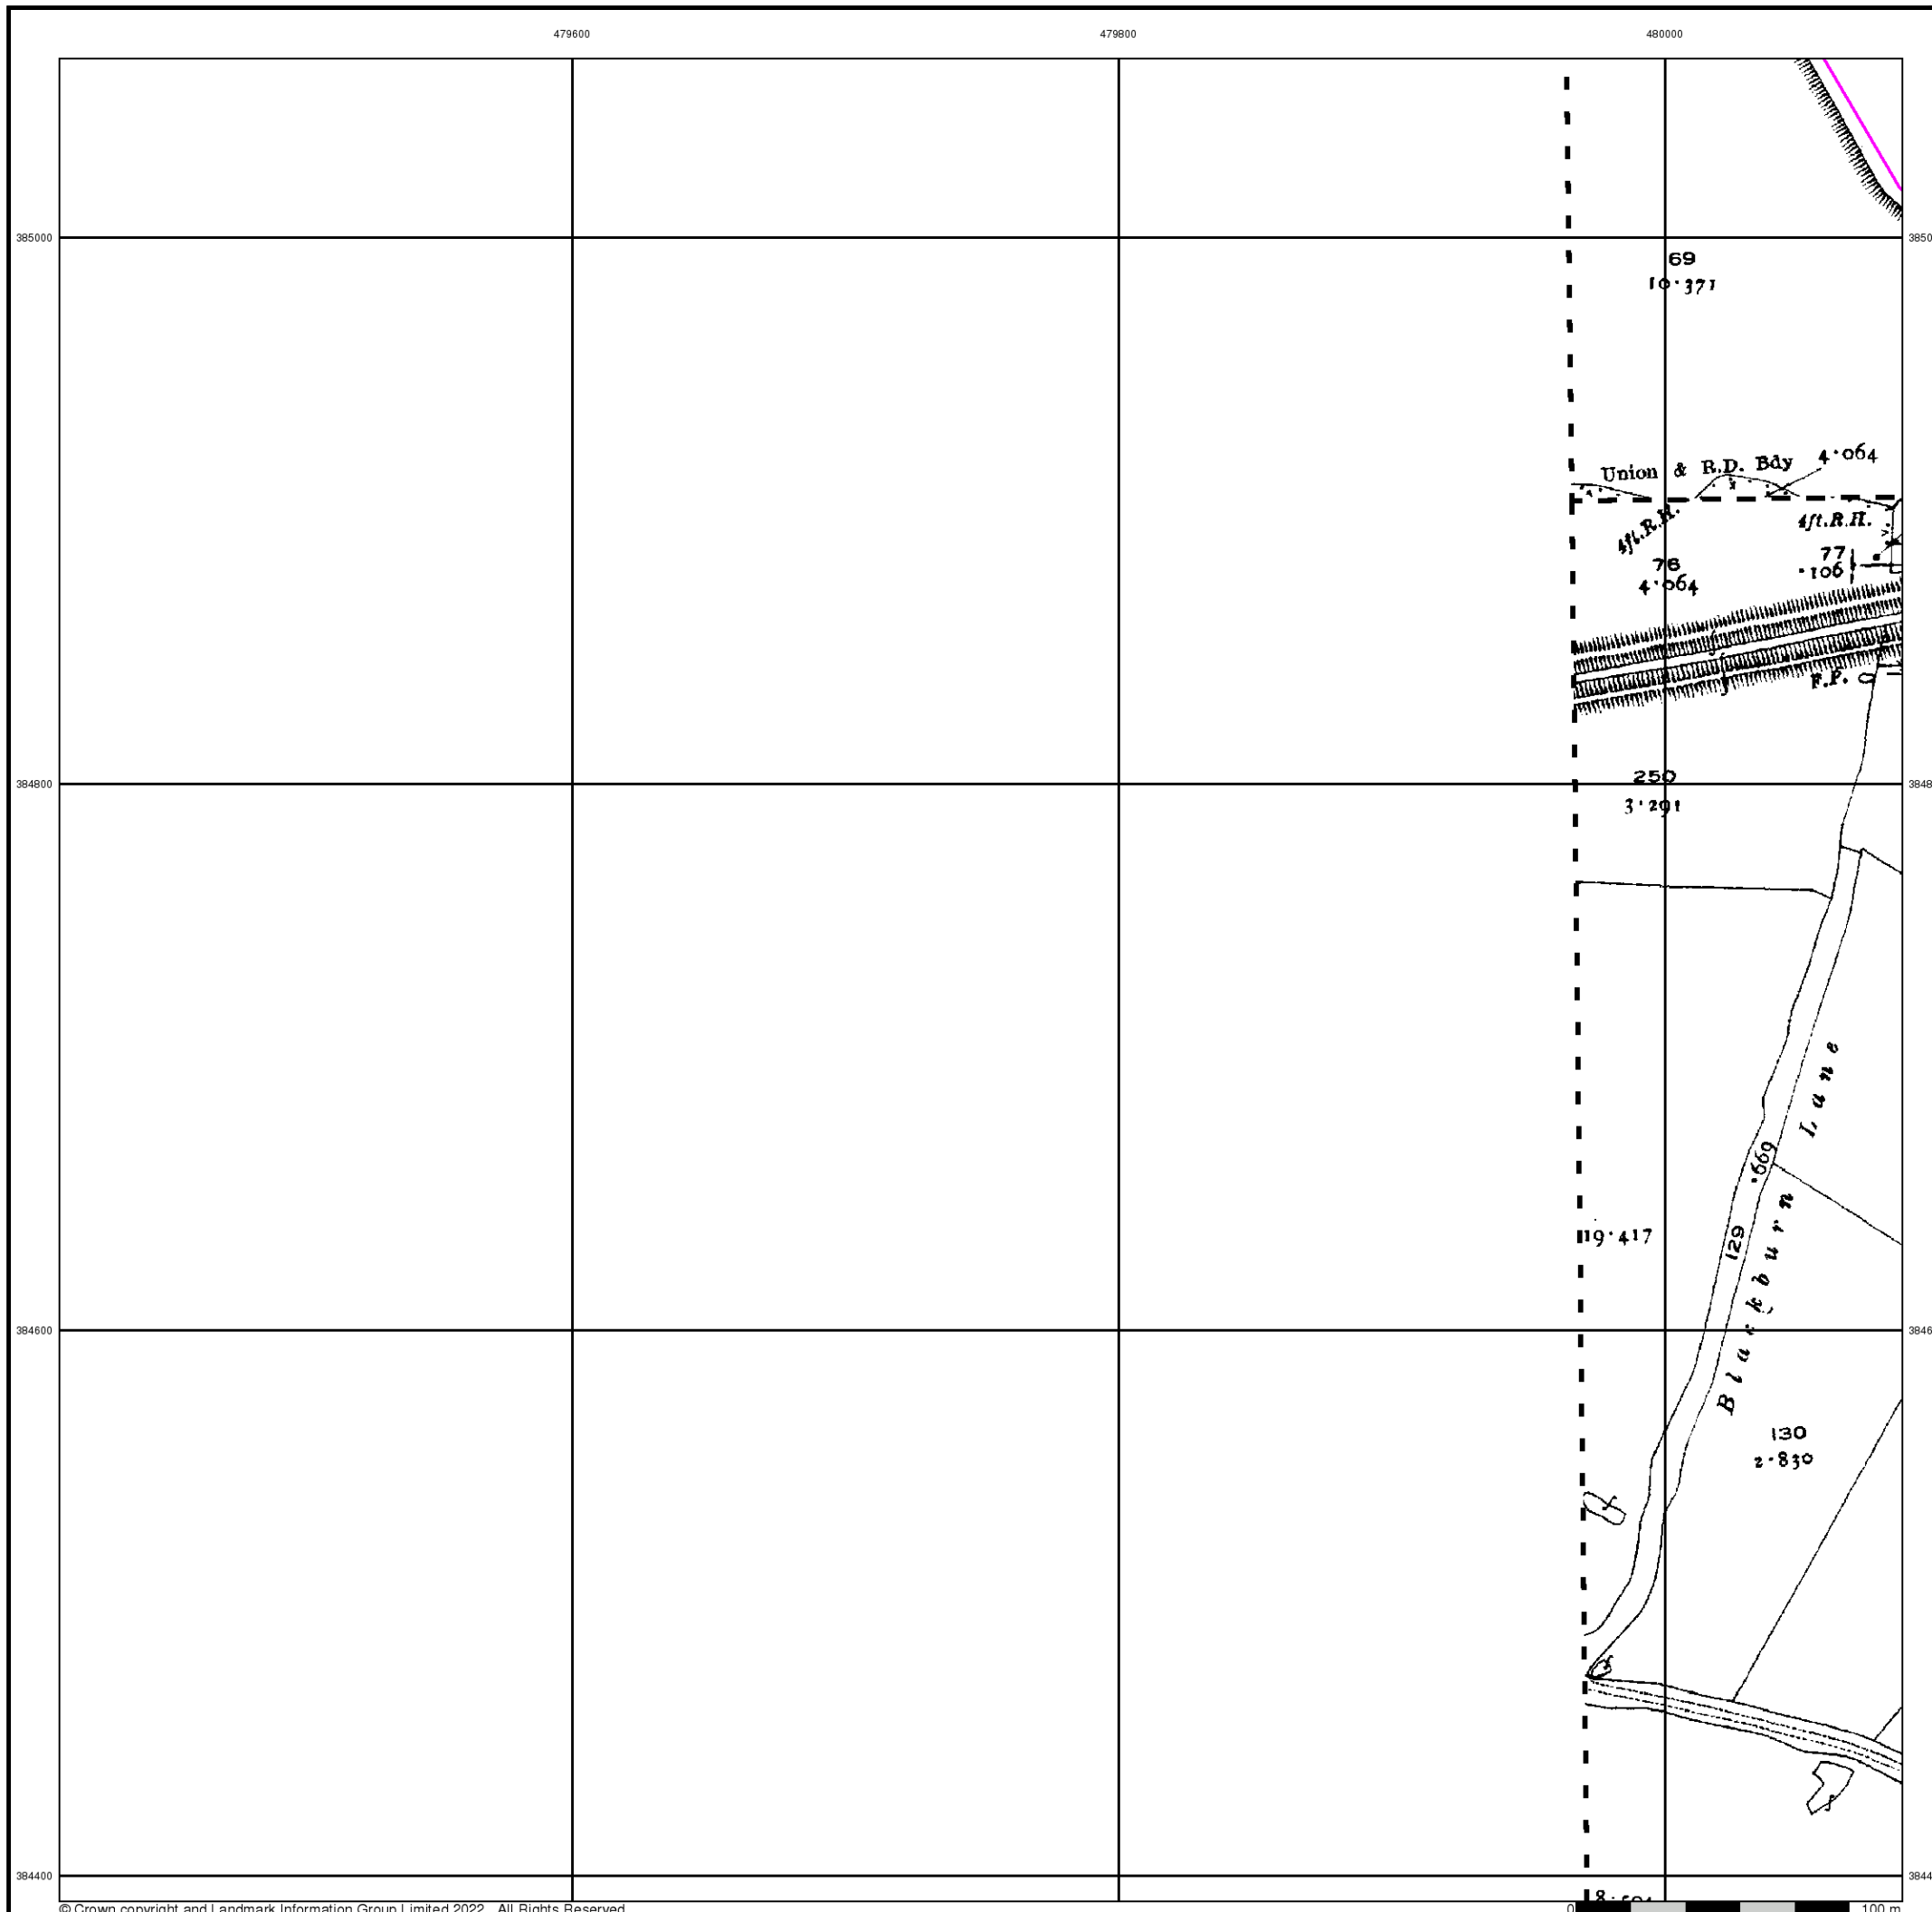 479600 479800 480000
385000
69
10·371
Union & R.D. Bdy 4·064
4ft.R.H.
4ft.R.H.
76
4·064
77
·106
F.P.
384800
250
3·291
Blackburn Lane
129 ·669
19·417
384600
130
2·830
384400
© Crown copyright and Landmark Information Group Limited 2022. All Rights Reserved
0 100 m